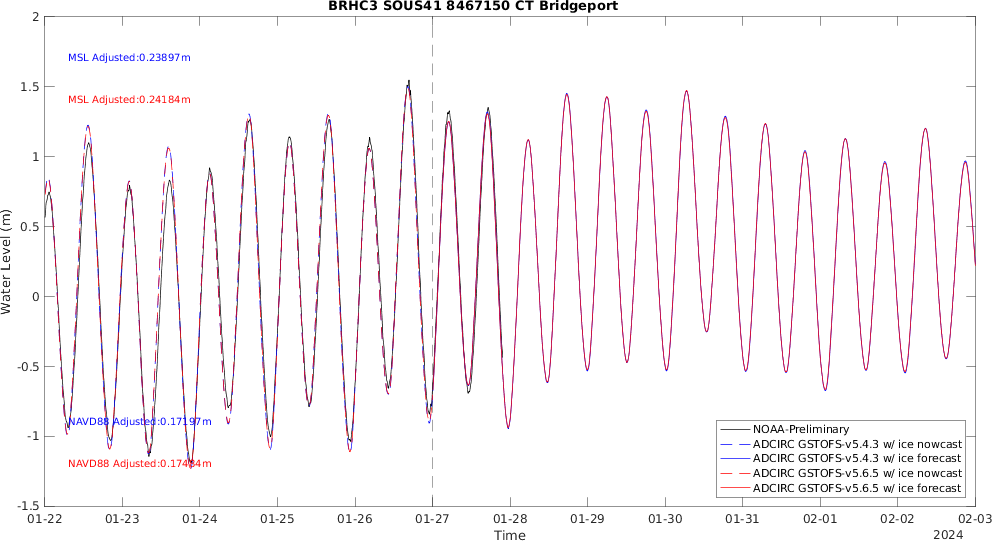 BRHC3 SOUS41 8467150 CT Bridgeport
2
1.5
1
0.5
0
-0.5
-1
-1.5
Water Level (m)
MSL Adjusted:0.23897m
MSL Adjusted:0.24184m
NAVD88 Adjusted:0.17197m
NAVD88 Adjusted:0.17484m
NOAA-Preliminary
ADCIRC GSTOFS-v5.4.3 w/ ice nowcast
ADCIRC GSTOFS-v5.4.3 w/ ice forecast
ADCIRC GSTOFS-v5.6.5 w/ ice nowcast
ADCIRC GSTOFS-v5.6.5 w/ ice forecast
01-22 01-23 01-24 01-25 01-26 01-27 01-28 01-29 01-30 01-31 02-01 02-02 02-03
Time
2024